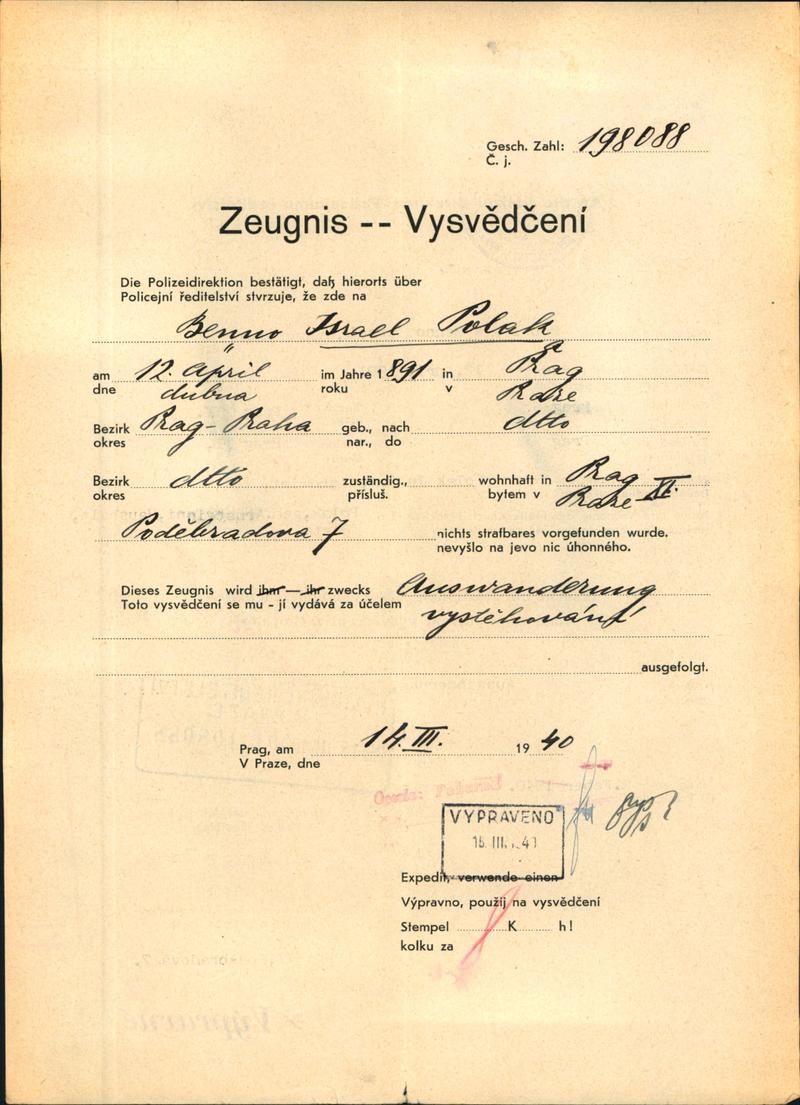 Gesch. Zahl: 198088
Č. j.
Zeugnis -- Vysvědčení
Die Polizeidirektion bestätigt, daß hierorts über
Policejní ředitelství stvrzuje, že zde na
Benno Israel Polak
am 12. April im Jahre 1891 in Prag
dne dubna roku v Praze
Bezirk Prag-Praha geb., nach dtto
okres nar., do
Bezirk dtto zuständig., wohnhaft in Prag XI.
okres přísluš. bytem v Praze
Poděbradova 7 nichts strafbares vorgefunden wurde.
nevyšlo na jevo nic úhonného.
Dieses Zeugnis wird ihm — ihr zwecks Auswanderung
Toto vysvědčení se mu - jí vydává za účelem vystěhování
ausgefolgt.
Prag, am 14. III. 1940
V Praze, dne
VYPRAVENO
III.
Expedit, verwende einen
Výpravno, použij na vysvědčení
Stempel K h!
kolku za